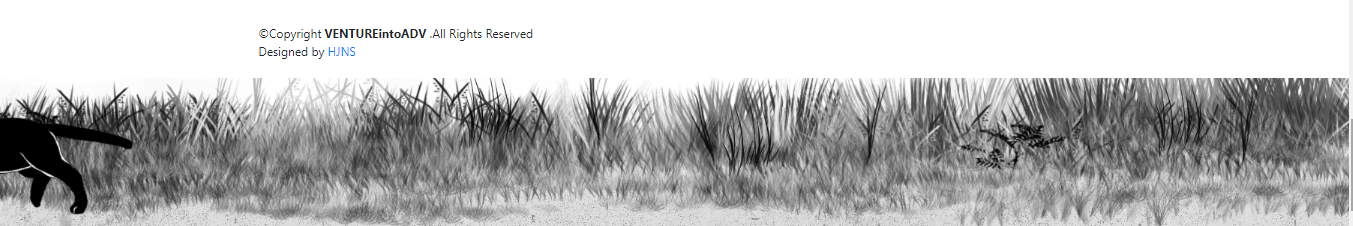 ©Copyright VENTUREintoADV .All Rights Reserved
Designed by HJNS